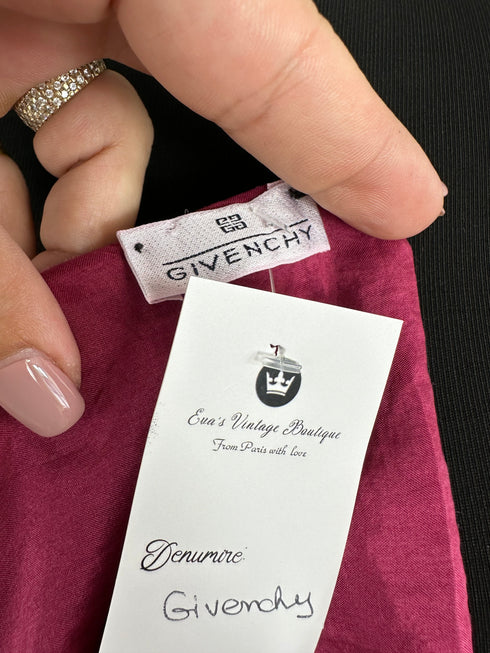 GIVENCHY
Eva's Vintage Boutique
From Paris with love
Denumire:
Givenchy